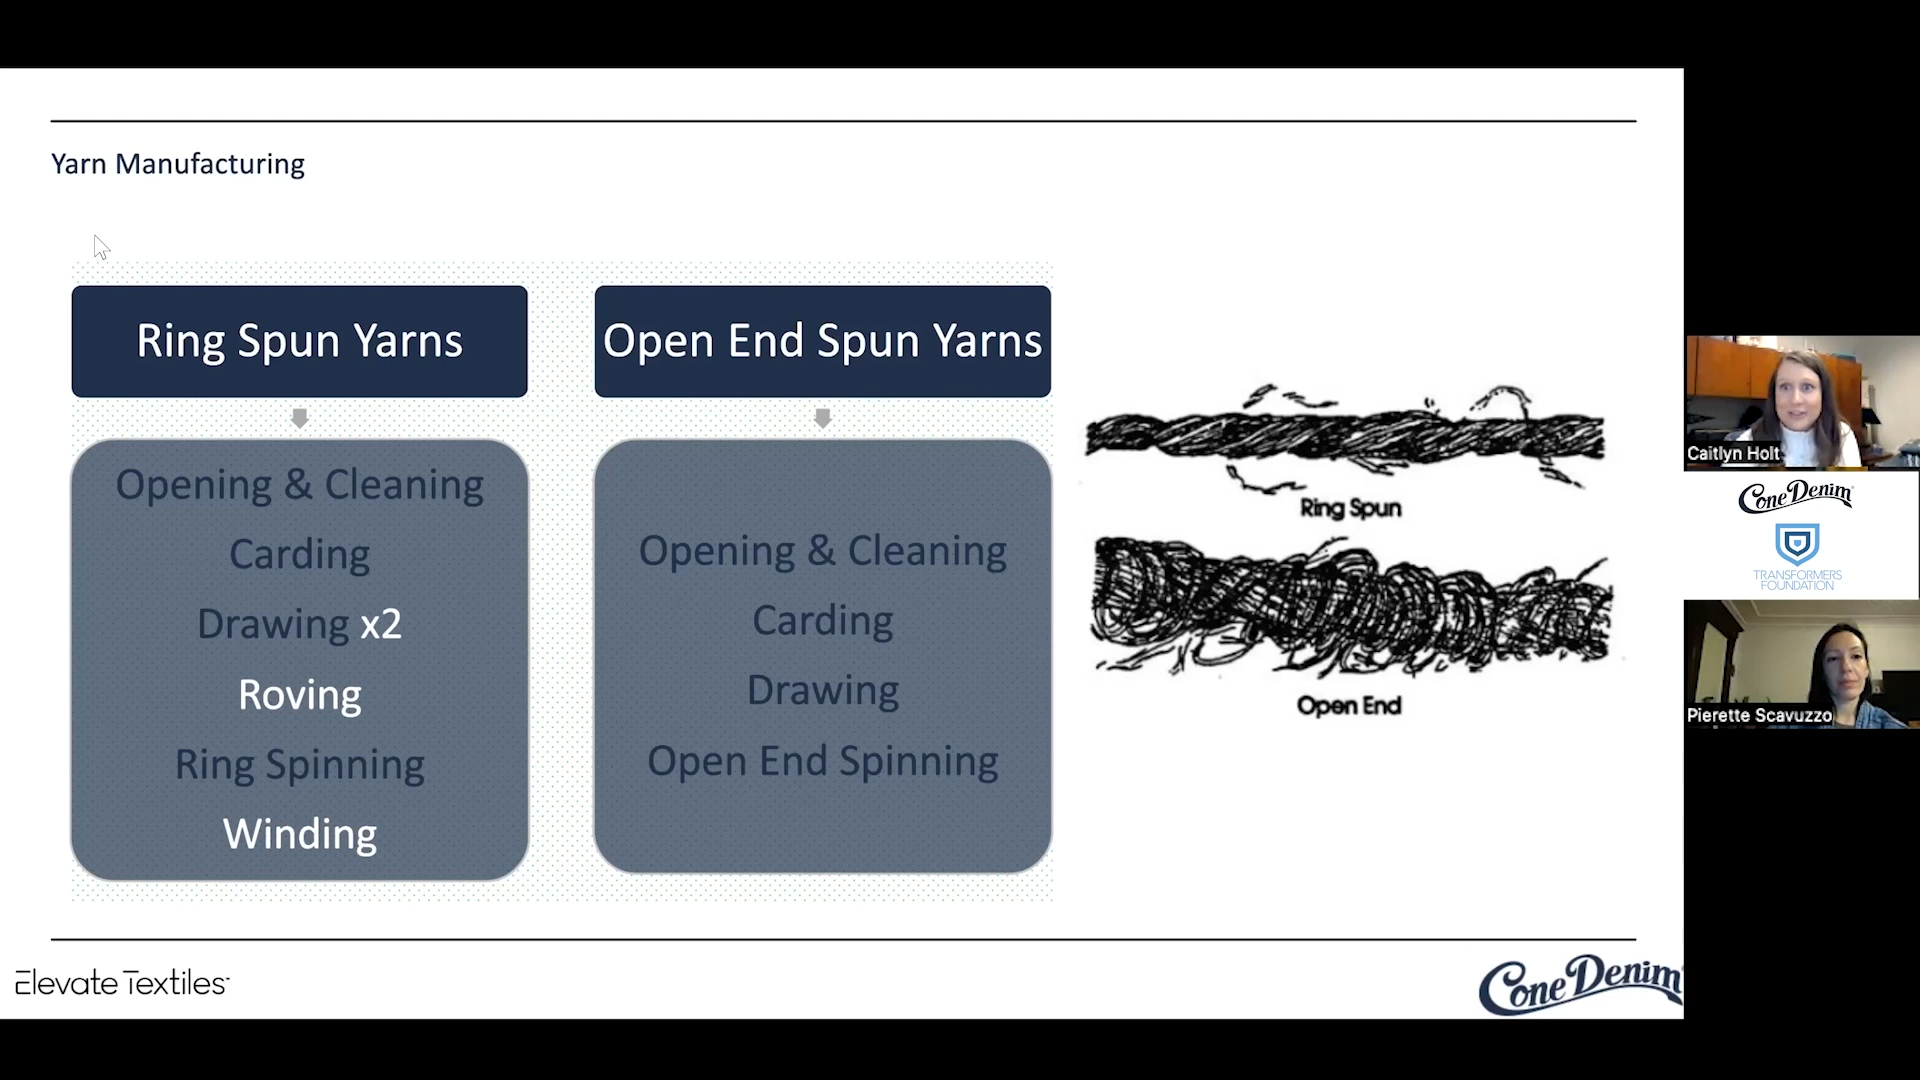 Yarn Manufacturing
Ring Spun Yarns
Opening & Cleaning
Carding
Drawing x2
Roving
Ring Spinning
Winding
Open End Spun Yarns
Opening & Cleaning
Carding
Drawing
Open End Spinning
Ring Spun
Open End
Elevate Textiles
Cone Denim
Caitlyn Holt
Cone Denim
TRANSFORMERS
FOUNDATION
Pierette Scavuzzo